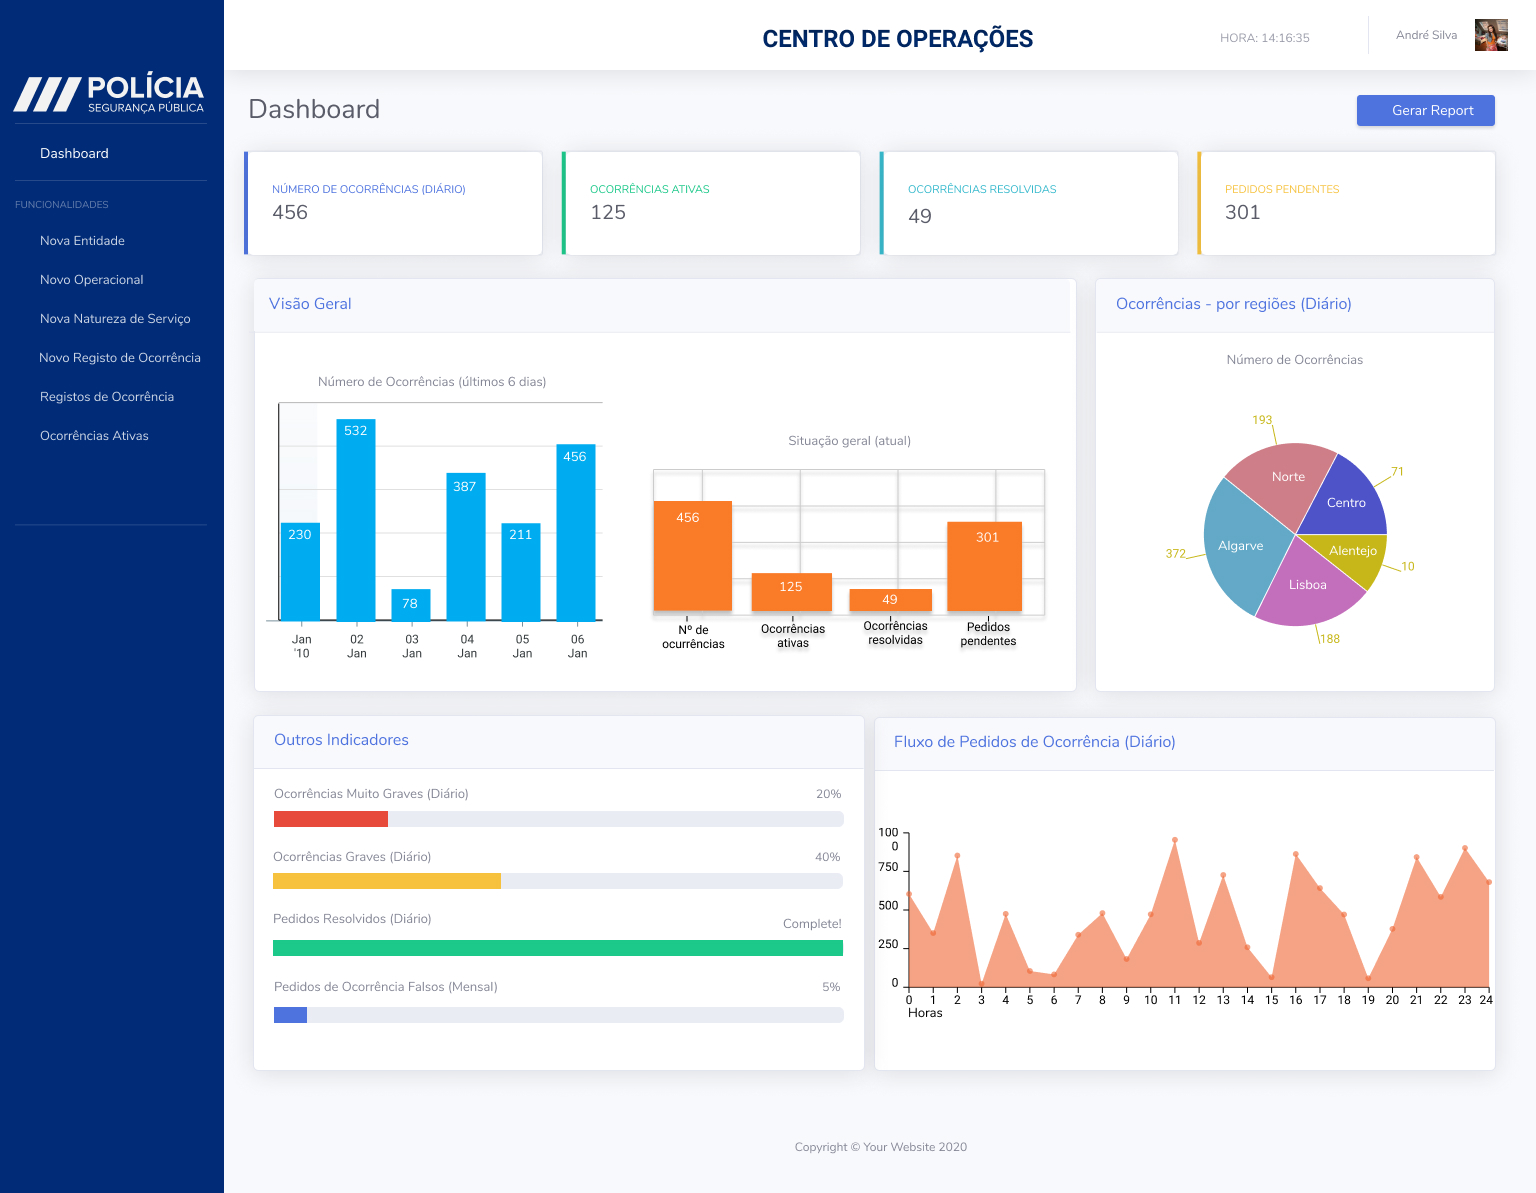 POLÍCIA
SEGURANÇA PÚBLICA
Dashboard
FUNCIONALIDADES
Nova Entidade
Novo Operacional
Nova Natureza de Serviço
Novo Registo de Ocorrência
Registos de Ocorrência
Ocorrências Ativas
CENTRO DE OPERAÇÕES
HORA: 14:16:35
André Silva
Dashboard
Gerar Report
NÚMERO DE OCORRÊNCIAS (DIÁRIO)
456
OCORRÊNCIAS ATIVAS
125
OCORRÊNCIAS RESOLVIDAS
49
PEDIDOS PENDENTES
301
Visão Geral
Número de Ocorrências (últimos 6 dias)
230
532
78
387
211
456
Jan
'10
02
Jan
03
Jan
04
Jan
05
Jan
06
Jan
Situação geral (atual)
456
125
49
301
Nº de
ocurrências
Ocorrências
ativas
Ocorrências
resolvidas
Pedidos
pendentes
Ocorrências - por regiões (Diário)
Número de Ocorrências
193
71
Norte
Centro
372
Algarve
Alentejo
10
Lisboa
188
Outros Indicadores
Ocorrências Muito Graves (Diário) 20%
Ocorrências Graves (Diário) 40%
Pedidos Resolvidos (Diário) Complete!
Pedidos de Ocorrência Falsos (Mensal) 5%
Fluxo de Pedidos de Ocorrência (Diário)
100
0
750
500
250
0
0 1 2 3 4 5 6 7 8 9 10 11 12 13 14 15 16 17 18 19 20 21 22 23 24
Horas
Copyright © Your Website 2020